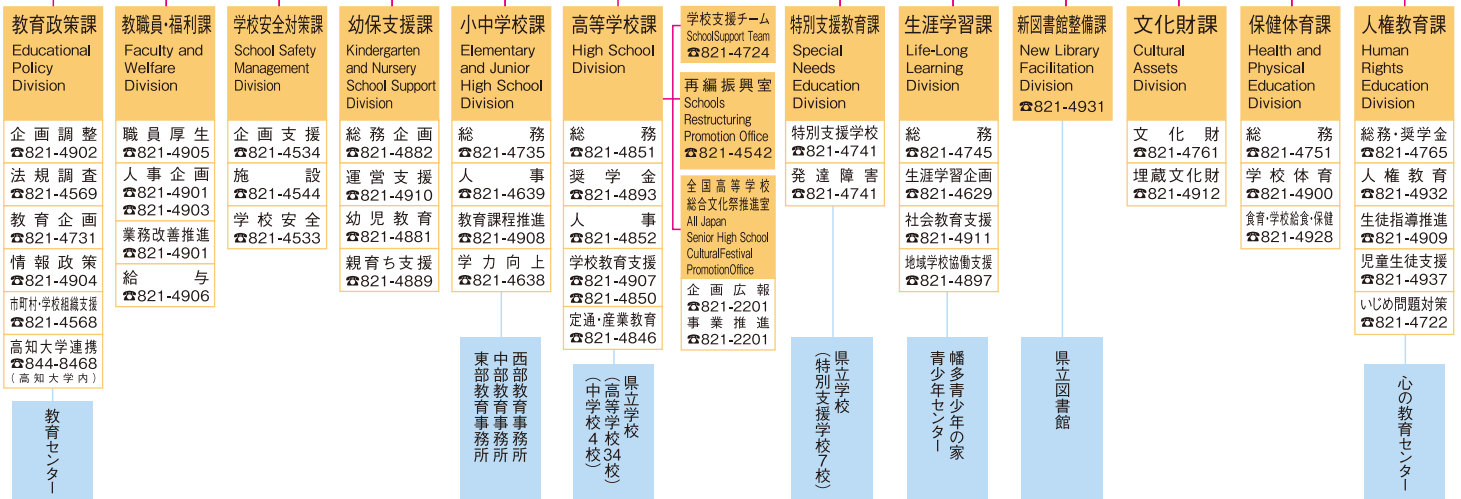 教育政策課
Educational
Policy
Division
企画調整
☎821-4902
法規調査
☎821-4569
教育企画
☎821-4731
情報政策
☎821-4904
市町村・学校組織支援
☎821-4568
高知大学連携
☎844-8468
(高知大学内)
教育センター
教職員・福利課
Faculty and
Welfare
Division
職員厚生
☎821-4905
人事企画
☎821-4901
☎821-4903
業務改善推進
☎821-4901
給与
☎821-4906
学校安全対策課
School Safety
Management
Division
企画支援
☎821-4534
施設
☎821-4544
学校安全
☎821-4533
幼保支援課
Kindergarten
and Nursery
School Support
Division
総務企画
☎821-4882
運営支援
☎821-4910
幼児教育
☎821-4881
親育ち支援
☎821-4889
小中学校課
Elementary
and Junior
High School
Division
総務
☎821-4735
人事
☎821-4639
教育課程推進
☎821-4908
学力向上
☎821-4638
西部教育事務所
中部教育事務所
東部教育事務所
高等学校課
High School
Division
総務
☎821-4851
奨学金
☎821-4893
人事
☎821-4852
学校教育支援
☎821-4907
☎821-4850
定通・産業教育
☎821-4846
県立学校
(高等学校34校)
(中学校4校)
学校支援チーム
SchoolSupport Team
☎821-4724
再編振興室
Schools
Restructuring
Promotion Office
☎821-4542
全国高等学校
総合文化祭推進室
All Japan
Senior High School
CulturalFestival
PromotionOffice
企画広報
☎821-2201
事業推進
☎821-2201
特別支援教育課
Special
Needs
Education
Division
特別支援学校
☎821-4741
発達障害
☎821-4741
県立学校
(特別支援学校7校)
生涯学習課
Life-Long
Learning
Division
総務
☎821-4745
生涯学習企画
☎821-4629
社会教育支援
☎821-4911
地域学校協働支援
☎821-4897
幡多青少年の家
青少年センター
新図書館整備課
New Library
Facilitation
Division
☎821-4931
県立図書館
文化財課
Cultural
Assets
Division
文化財
☎821-4761
埋蔵文化財
☎821-4912
保健体育課
Health and
Physical
Education
Division
総務
☎821-4751
学校体育
☎821-4900
食育・学校給食・保健
☎821-4928
人権教育課
Human
Rights
Education
Division
総務・奨学金
☎821-4765
人権教育
☎821-4932
生徒指導推進
☎821-4909
児童生徒支援
☎821-4937
いじめ問題対策
☎821-4722
心の教育センター